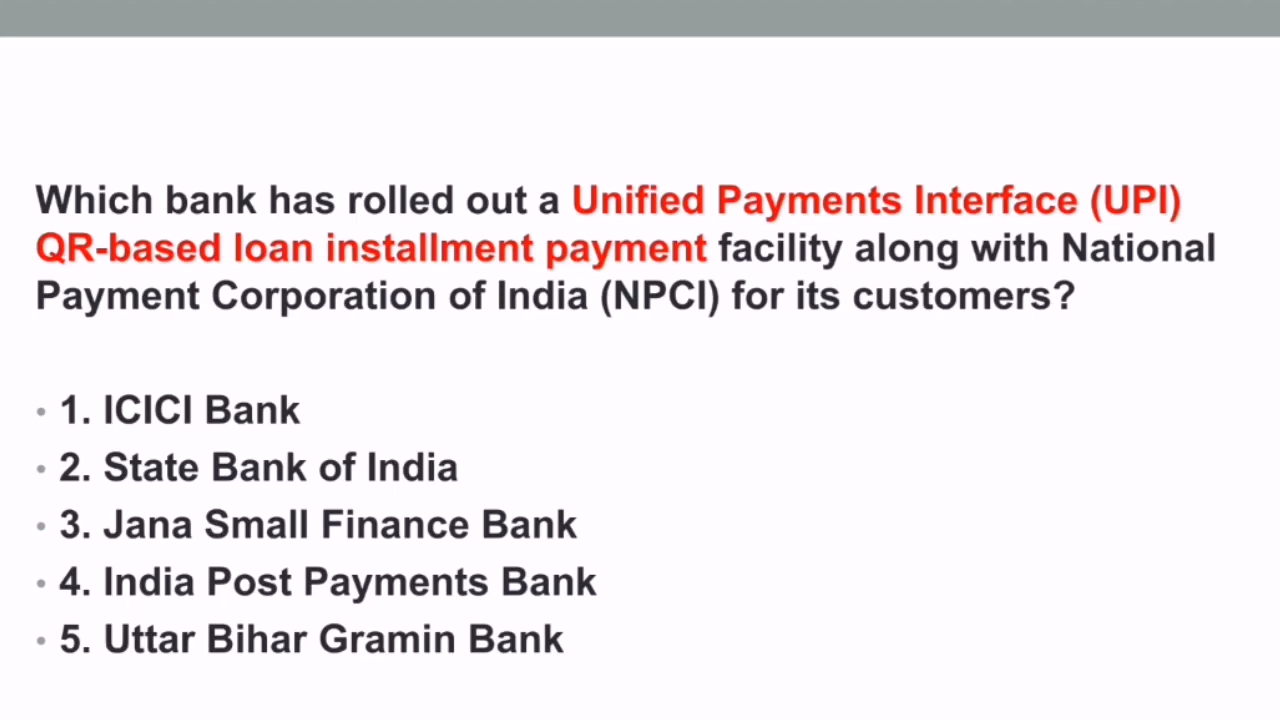 Which bank has rolled out a Unified Payments Interface (UPI)
QR-based loan installment payment facility along with National
Payment Corporation of India (NPCI) for its customers?
• 1. ICICI Bank
• 2. State Bank of India
• 3. Jana Small Finance Bank
• 4. India Post Payments Bank
• 5. Uttar Bihar Gramin Bank